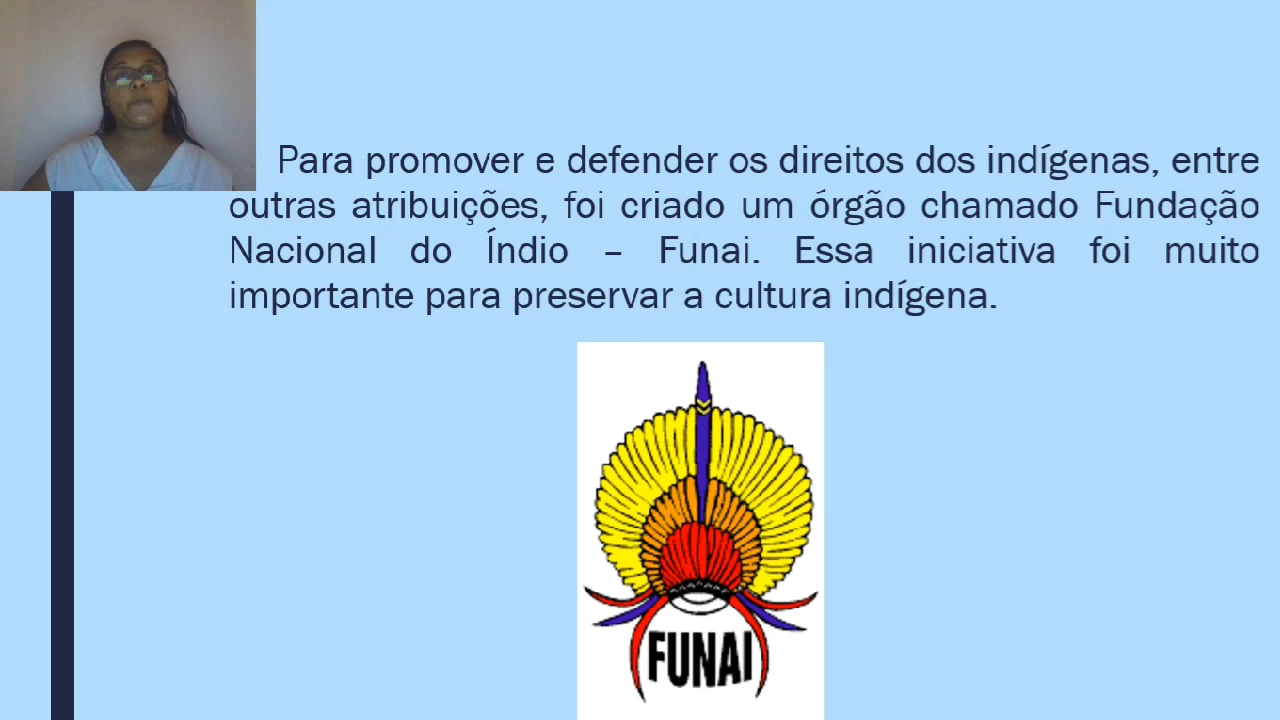 Para promover e defender os direitos dos indígenas, entre
outras atribuições, foi criado um órgão chamado Fundação
Nacional do Índio – Funai. Essa iniciativa foi muito
importante para preservar a cultura indígena.
FUNAI